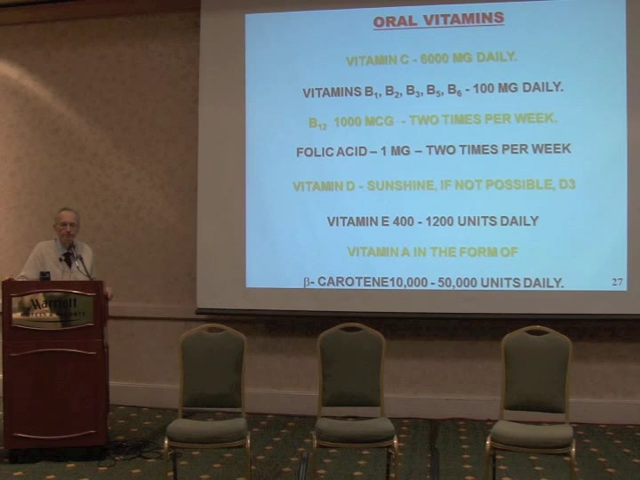 ORAL VITAMINS
VITAMIN C - 6000 MG DAILY.
VITAMINS B1, B2, B3, B5, B6 - 100 MG DAILY.
B12 1000 MCG - TWO TIMES PER WEEK.
FOLIC ACID – 1 MG – TWO TIMES PER WEEK
VITAMIN D - SUNSHINE, IF NOT POSSIBLE, D3
VITAMIN E 400 - 1200 UNITS DAILY
VITAMIN A IN THE FORM OF
β- CAROTENE10,000 - 50,000 UNITS DAILY.
27
Marriott